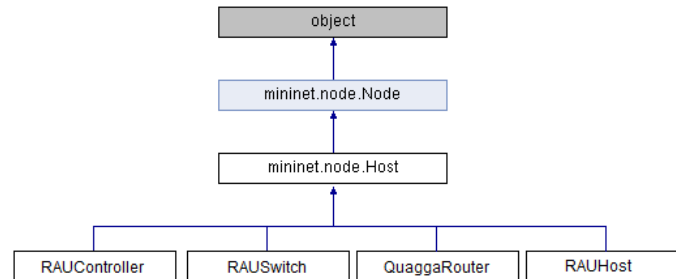 object
mininet.node.Node
mininet.node.Host
RAUController
RAUSwitch
QuaggaRouter
RAUHost